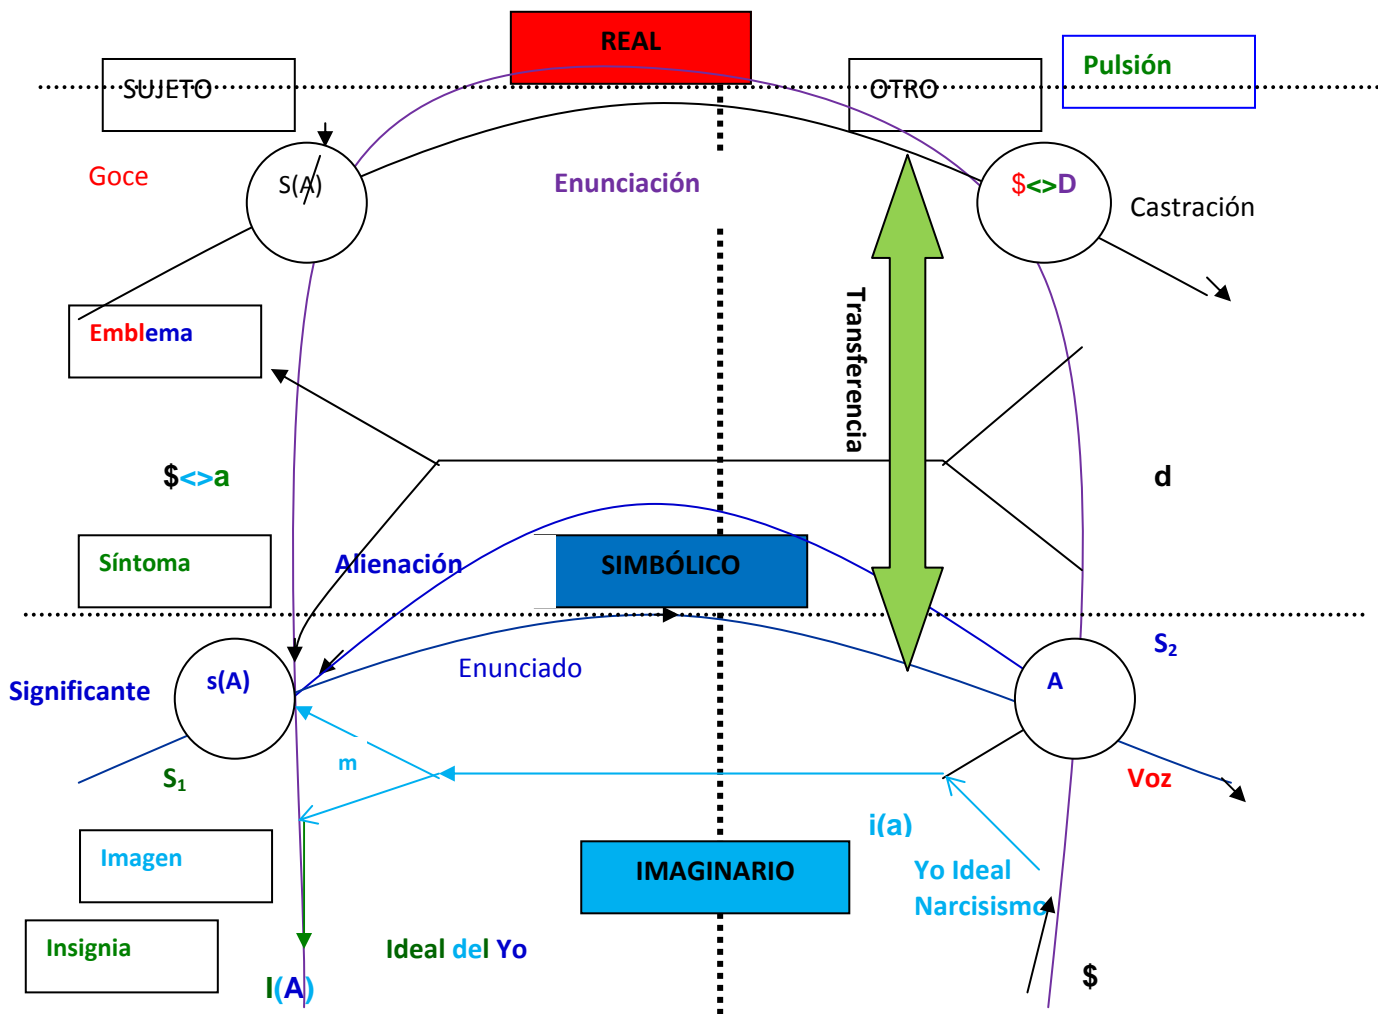 REAL
SUJETO
OTRO
Pulsión
Goce
S(A̸)
Enunciación
$<>D
Castración
Emblema
Transferencia
$<>a
d
Síntoma
Alienación
SIMBÓLICO
Significante
s(A)
Enunciado
A
S₂
S₁
m
Voz
i(a)
Imagen
IMAGINARIO
Yo Ideal
Narcisismo
Insignia
Ideal del Yo
I(A)
$